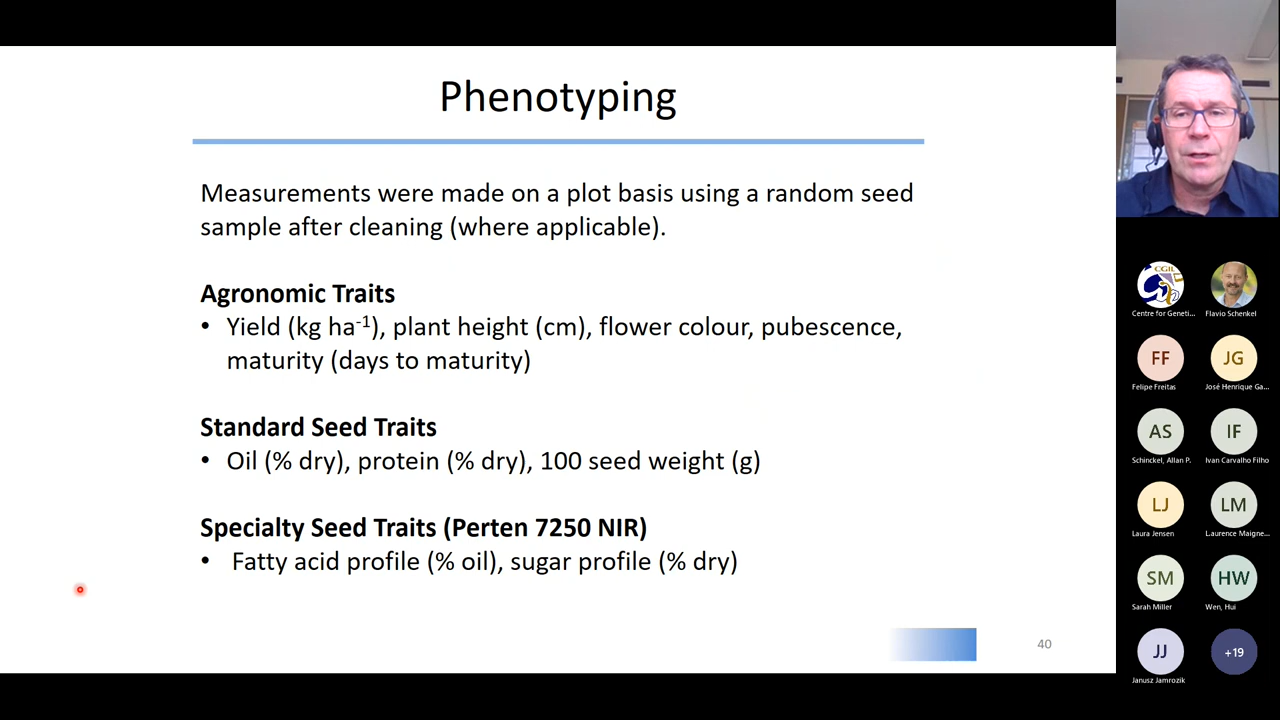 Phenotyping
Measurements were made on a plot basis using a random seed
sample after cleaning (where applicable).
Agronomic Traits
• Yield (kg ha⁻¹), plant height (cm), flower colour, pubescence,
maturity (days to maturity)
Standard Seed Traits
• Oil (% dry), protein (% dry), 100 seed weight (g)
Specialty Seed Traits (Perten 7250 NIR)
• Fatty acid profile (% oil), sugar profile (% dry)
40
CGIL
Centre for Geneti...
Flavio Schenkel
FF
JG
Felipe Freitas
José Henrique Ga...
AS
IF
Schinckel, Allan P.
Ivan Carvalho Filho
LJ
LM
Laura Jensen
Laurence Maigne...
SM
HW
Sarah Miller
Wen, Hui
JJ
+19
Janusz Jamrozik